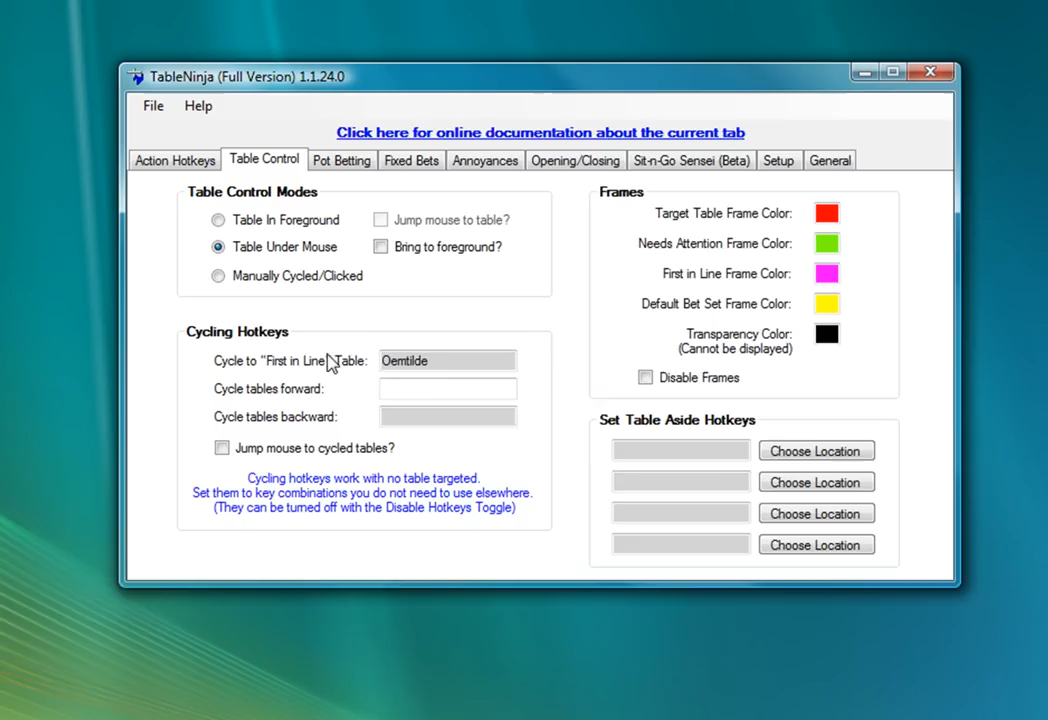 TableNinja (Full Version) 1.1.24.0
File Help
Click here for online documentation about the current tab
Action Hotkeys Table Control Pot Betting Fixed Bets Annoyances Opening/Closing Sit-n-Go Sensei (Beta) Setup General
Table Control Modes
Table In Foreground Jump mouse to table?
Table Under Mouse Bring to foreground?
Manually Cycled/Clicked
Cycling Hotkeys
Cycle to "First in Line" Table: Oemtilde
Cycle tables forward:
Cycle tables backward:
Jump mouse to cycled tables?
Cycling hotkeys work with no table targeted.
Set them to key combinations you do not need to use elsewhere.
(They can be turned off with the Disable Hotkeys Toggle)
Frames
Target Table Frame Color:
Needs Attention Frame Color:
First in Line Frame Color:
Default Bet Set Frame Color:
Transparency Color:
(Cannot be displayed)
Disable Frames
Set Table Aside Hotkeys
Choose Location
Choose Location
Choose Location
Choose Location